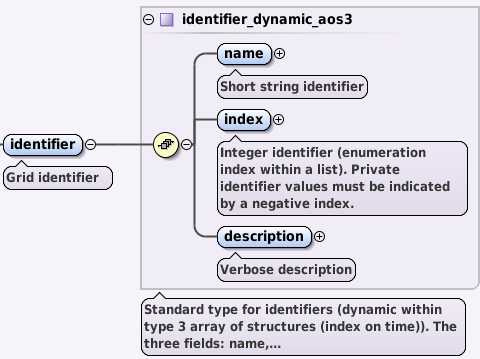 identifier_dynamic_aos3
name
Short string identifier
index
identifier
Grid identifier
Integer identifier (enumeration
index within a list). Private
identifier values must be indicated
by a negative index.
description
Verbose description
Standard type for identifiers (dynamic within
type 3 array of structures (index on time)). The
three fields: name,...